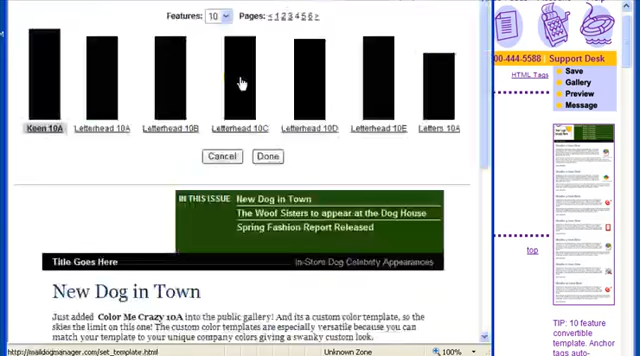 Features: 10 Pages: < 1 2 3 4 5 6 >
Keen 10A Letterhead 10A Letterhead 10B Letterhead 10C Letterhead 10D Letterhead 10E Letters 10A
Cancel Done
IN THIS ISSUE New Dog in Town
The Woof Sisters to appear at the Dog House
Spring Fashion Report Released
Title Goes Here In-Store Dog Celebrity Appearances
New Dog in Town
Just added Color Me Crazy 10A into the public gallery! And its a custom color template, so
the skies the limit on this one! The custom color templates are especially versatile because you can
match your template to your unique company colors giving a swanky custom look.
http://maildogmanager.com/set_template.html Unknown Zone 100%
00-444-5588 Support Desk
HTML Tags
Save
Gallery
Preview
Message
top
TIP: 10 feature
convertible
template. Anchor
tags auto-